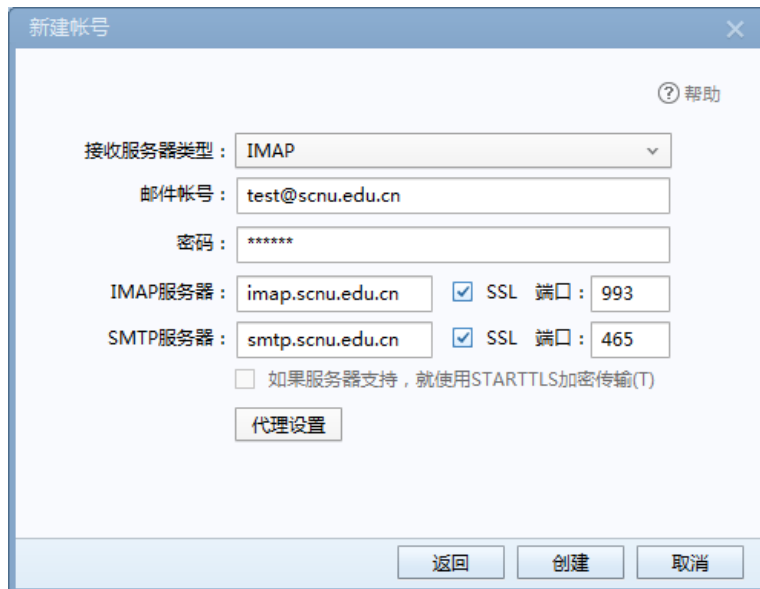 新建帐号
帮助
接收服务器类型： IMAP
邮件帐号： test@scnu.edu.cn
密码： ******
IMAP服务器： imap.scnu.edu.cn SSL 端口： 993
SMTP服务器： smtp.scnu.edu.cn SSL 端口： 465
如果服务器支持，就使用STARTTLS加密传输(T)
代理设置
返回 创建 取消